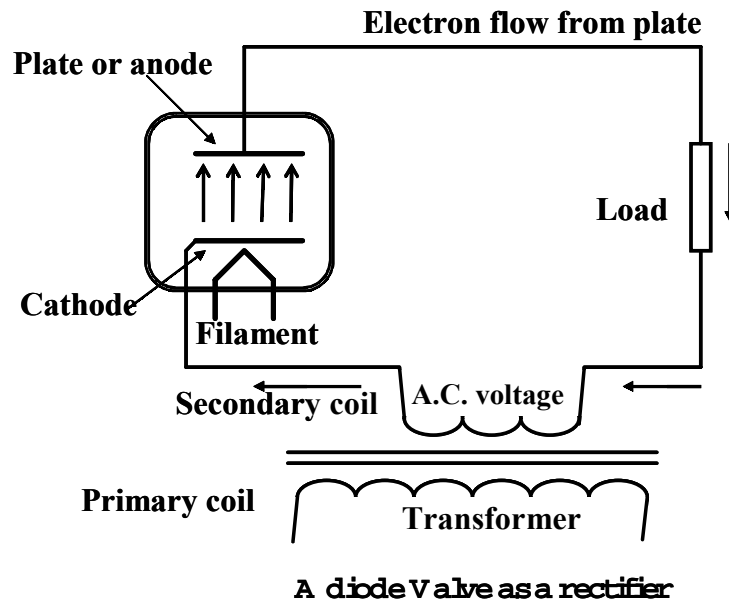 Electron flow from plate
Plate or anode
Load
Cathode
Filament
A.C. voltage
Secondary coil
Primary coil
Transformer
A diode Valve as a rectifier